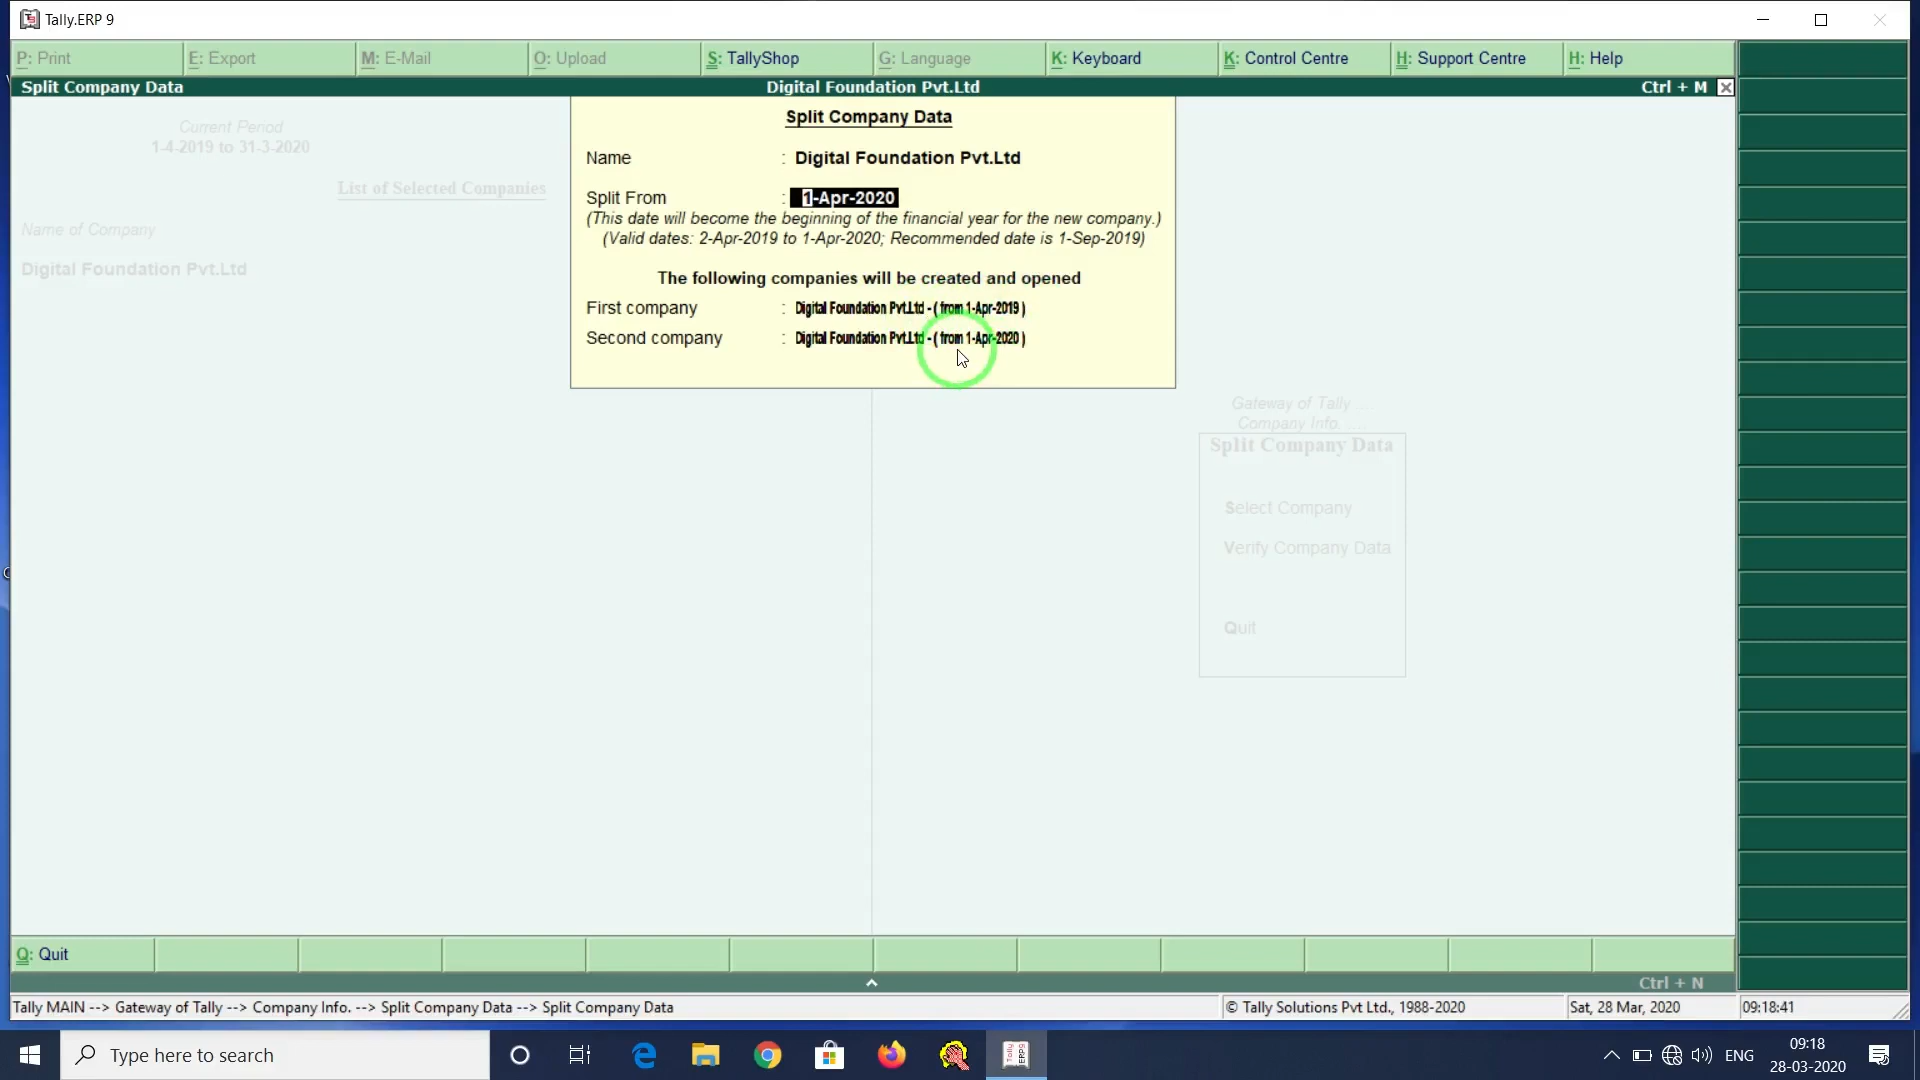 Tally.ERP 9
P: Print E: Export M: E-Mail O: Upload S: TallyShop G: Language K: Keyboard K: Control Centre H: Support Centre H: Help
Split Company Data Digital Foundation Pvt.Ltd Ctrl + M
Current Period
1-4-2019 to 31-3-2020
List of Selected Companies
Name of Company
Digital Foundation Pvt.Ltd
Split Company Data
Name : Digital Foundation Pvt.Ltd
Split From : 1-Apr-2020
(This date will become the beginning of the financial year for the new company.)
(Valid dates: 2-Apr-2019 to 1-Apr-2020; Recommended date is 1-Sep-2019)
The following companies will be created and opened
First company : Digital Foundation Pvt.Ltd - ( from 1-Apr-2019 )
Second company : Digital Foundation Pvt.Ltd - ( from 1-Apr-2020 )
Gateway of Tally ....
Company Info. ....
Split Company Data
Select Company
Verify Company Data
Quit
Q: Quit
Ctrl + N
Tally MAIN --> Gateway of Tally --> Company Info. --> Split Company Data --> Split Company Data © Tally Solutions Pvt Ltd., 1988-2020 Sat, 28 Mar, 2020 09:18:41
Type here to search
ENG
09:18
28-03-2020